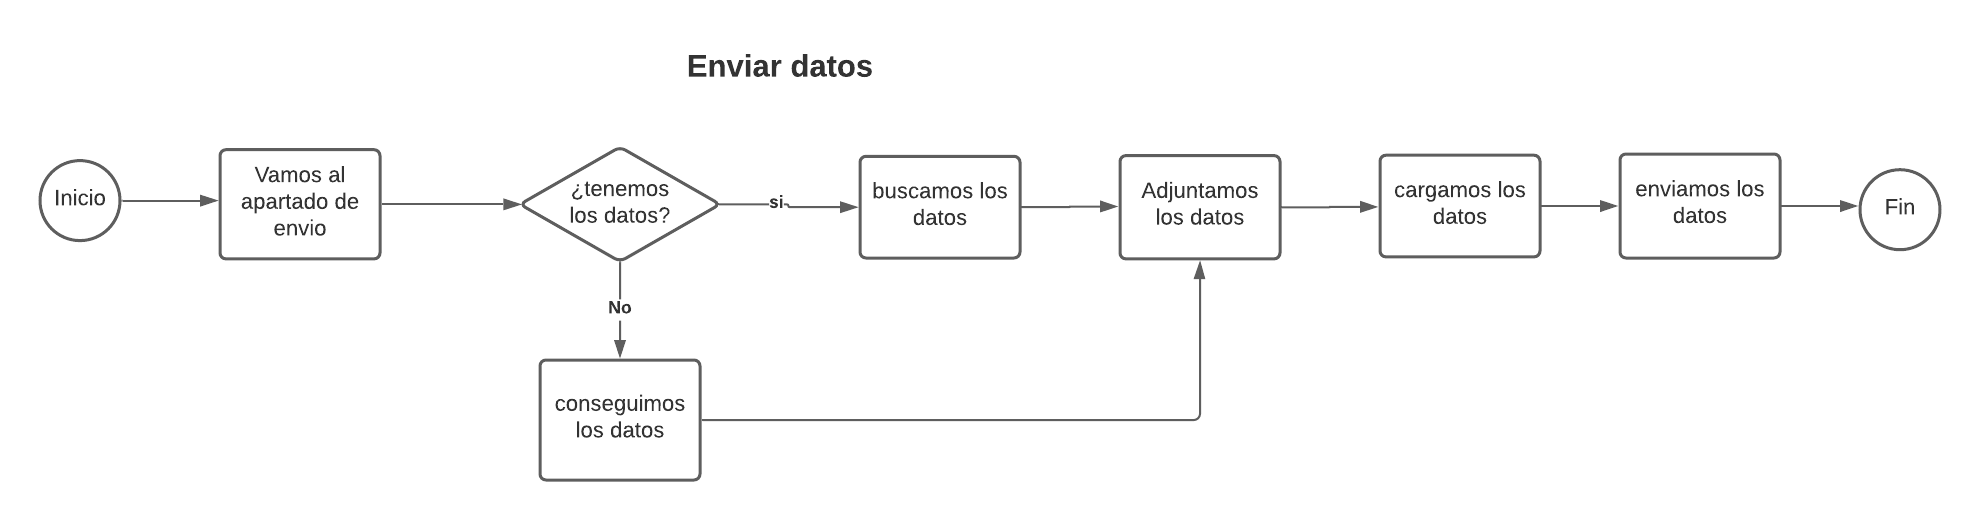 Enviar datos
Inicio
Vamos al
apartado de
envio
¿tenemos
los datos?
si
buscamos los
datos
Adjuntamos
los datos
cargamos los
datos
enviamos los
datos
Fin
No
conseguimos
los datos